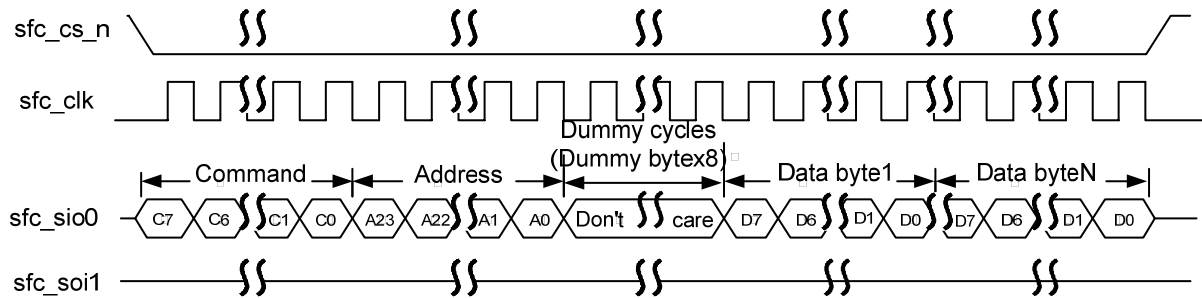 sfc_cs_n
sfc_clk
Dummy cycles
(Dummy bytex8)
Command Address Data byte1 Data byteN
sfc_sio0 C7 C6 C1 C0 A23 A22 A1 A0 Don't care D7 D6 D1 D0 D7 D6 D1 D0
sfc_soi1